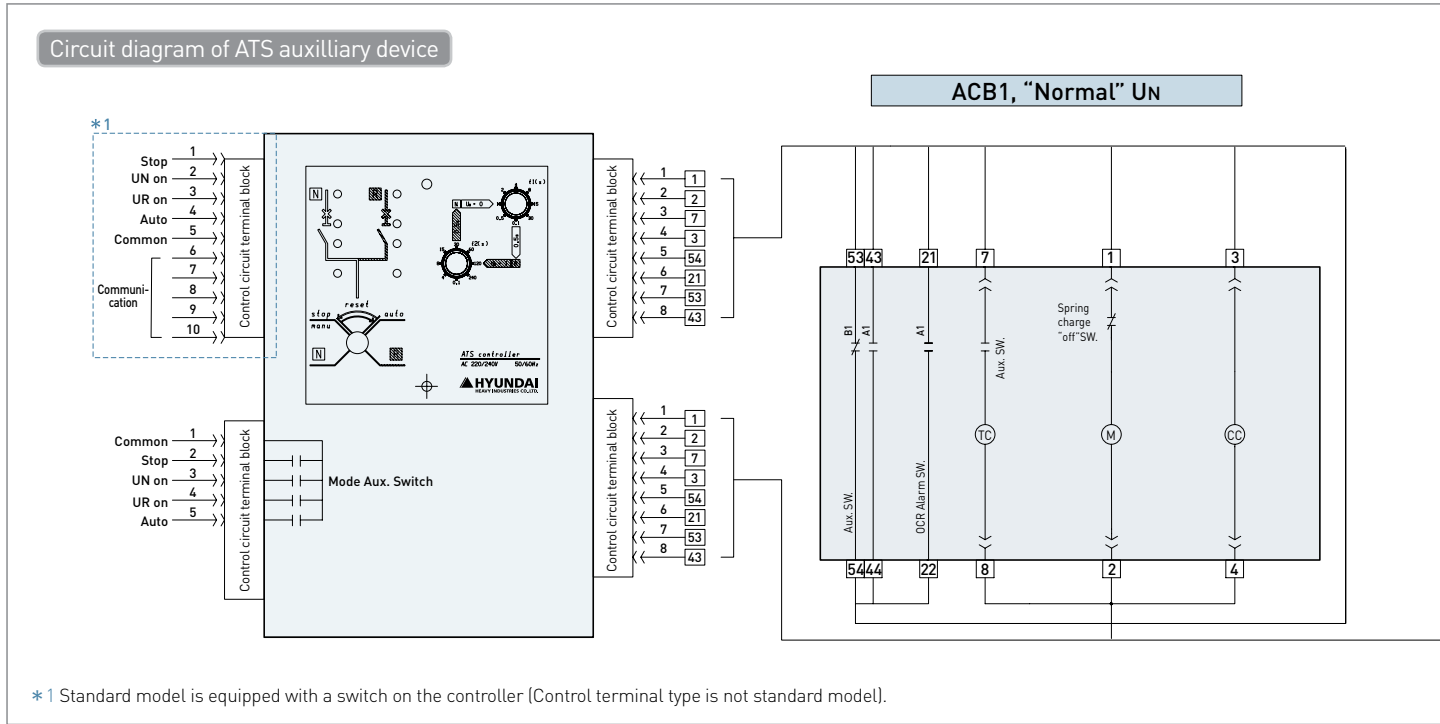 Circuit diagram of ATS auxilliary device
ACB1, "Normal" UN
*1
Stop 1
UN on 2
UR on 3
Auto 4
Common 5
6
7
8
9
10
Communi-
cation
Control circuit terminal block
N
R
t1(s)
t2(s)
0,5s
reset
stop
manu
auto
N
R
ATS controller
AC 220/240V 50/60Hz
HYUNDAI
HEAVY INDUSTRIES CO.,LTD.
Control circuit terminal block
1 1
2 2
3 7
4 3
5 54
6 21
7 53
8 43
Common 1
Stop 2
UN on 3
UR on 4
Auto 5
Control circuit terminal block
Mode Aux. Switch
Control circuit terminal block
1 1
2 2
3 7
4 3
5 54
6 21
7 53
8 43
53 43 21 7 1 3
B1
A1
A1
Aux. SW.
Spring
charge
"off"SW.
TC
M
CC
Aux. SW.
OCR Alarm SW.
54 44 22 8 2 4
*1 Standard model is equipped with a switch on the controller (Control terminal type is not standard model).